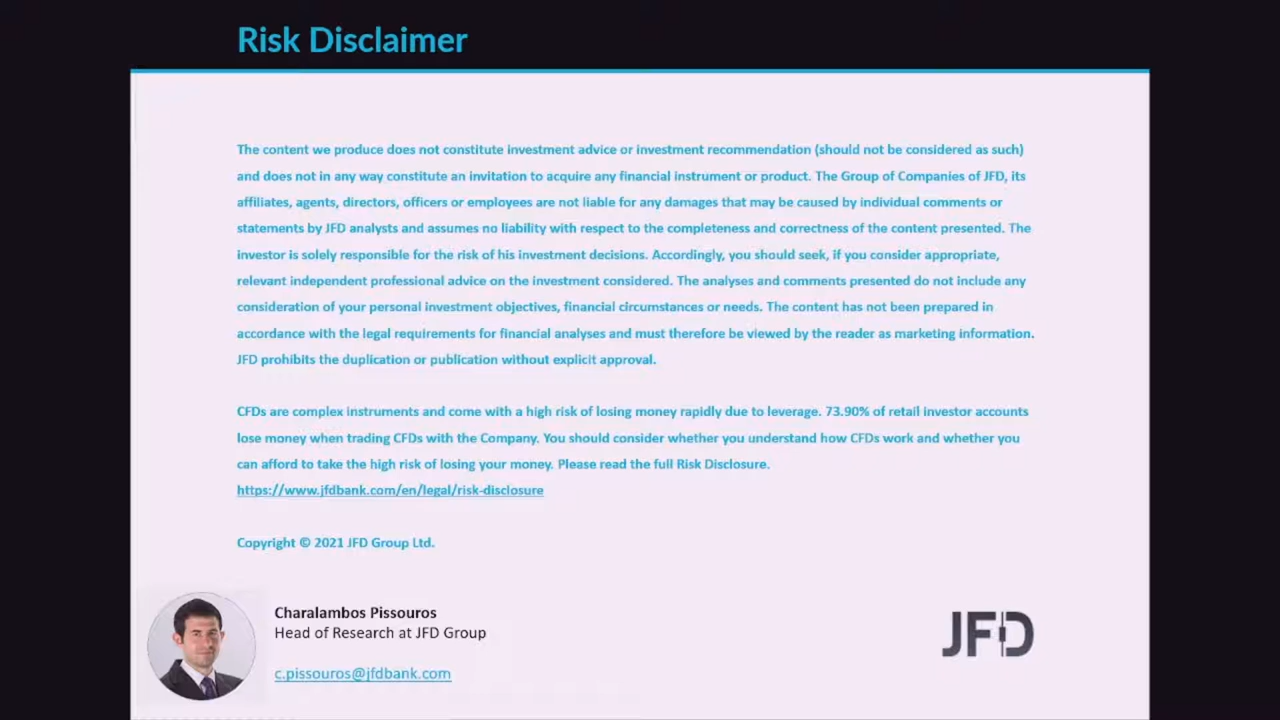 Risk Disclaimer
The content we produce does not constitute investment advice or investment recommendation (should not be considered as such)
and does not in any way constitute an invitation to acquire any financial instrument or product. The Group of Companies of JFD, its
affiliates, agents, directors, officers or employees are not liable for any damages that may be caused by individual comments or
statements by JFD analysts and assumes no liability with respect to the completeness and correctness of the content presented. The
investor is solely responsible for the risk of his investment decisions. Accordingly, you should seek, if you consider appropriate,
relevant independent professional advice on the investment considered. The analyses and comments presented do not include any
consideration of your personal investment objectives, financial circumstances or needs. The content has not been prepared in
accordance with the legal requirements for financial analyses and must therefore be viewed by the reader as marketing information.
JFD prohibits the duplication or publication without explicit approval.
CFDs are complex instruments and come with a high risk of losing money rapidly due to leverage. 73.90% of retail investor accounts
lose money when trading CFDs with the Company. You should consider whether you understand how CFDs work and whether you
can afford to take the high risk of losing your money. Please read the full Risk Disclosure.
https://www.jfdbank.com/en/legal/risk-disclosure
Copyright © 2021 JFD Group Ltd.
Charalambos Pissouros
Head of Research at JFD Group
c.pissouros@jfdbank.com
JFD